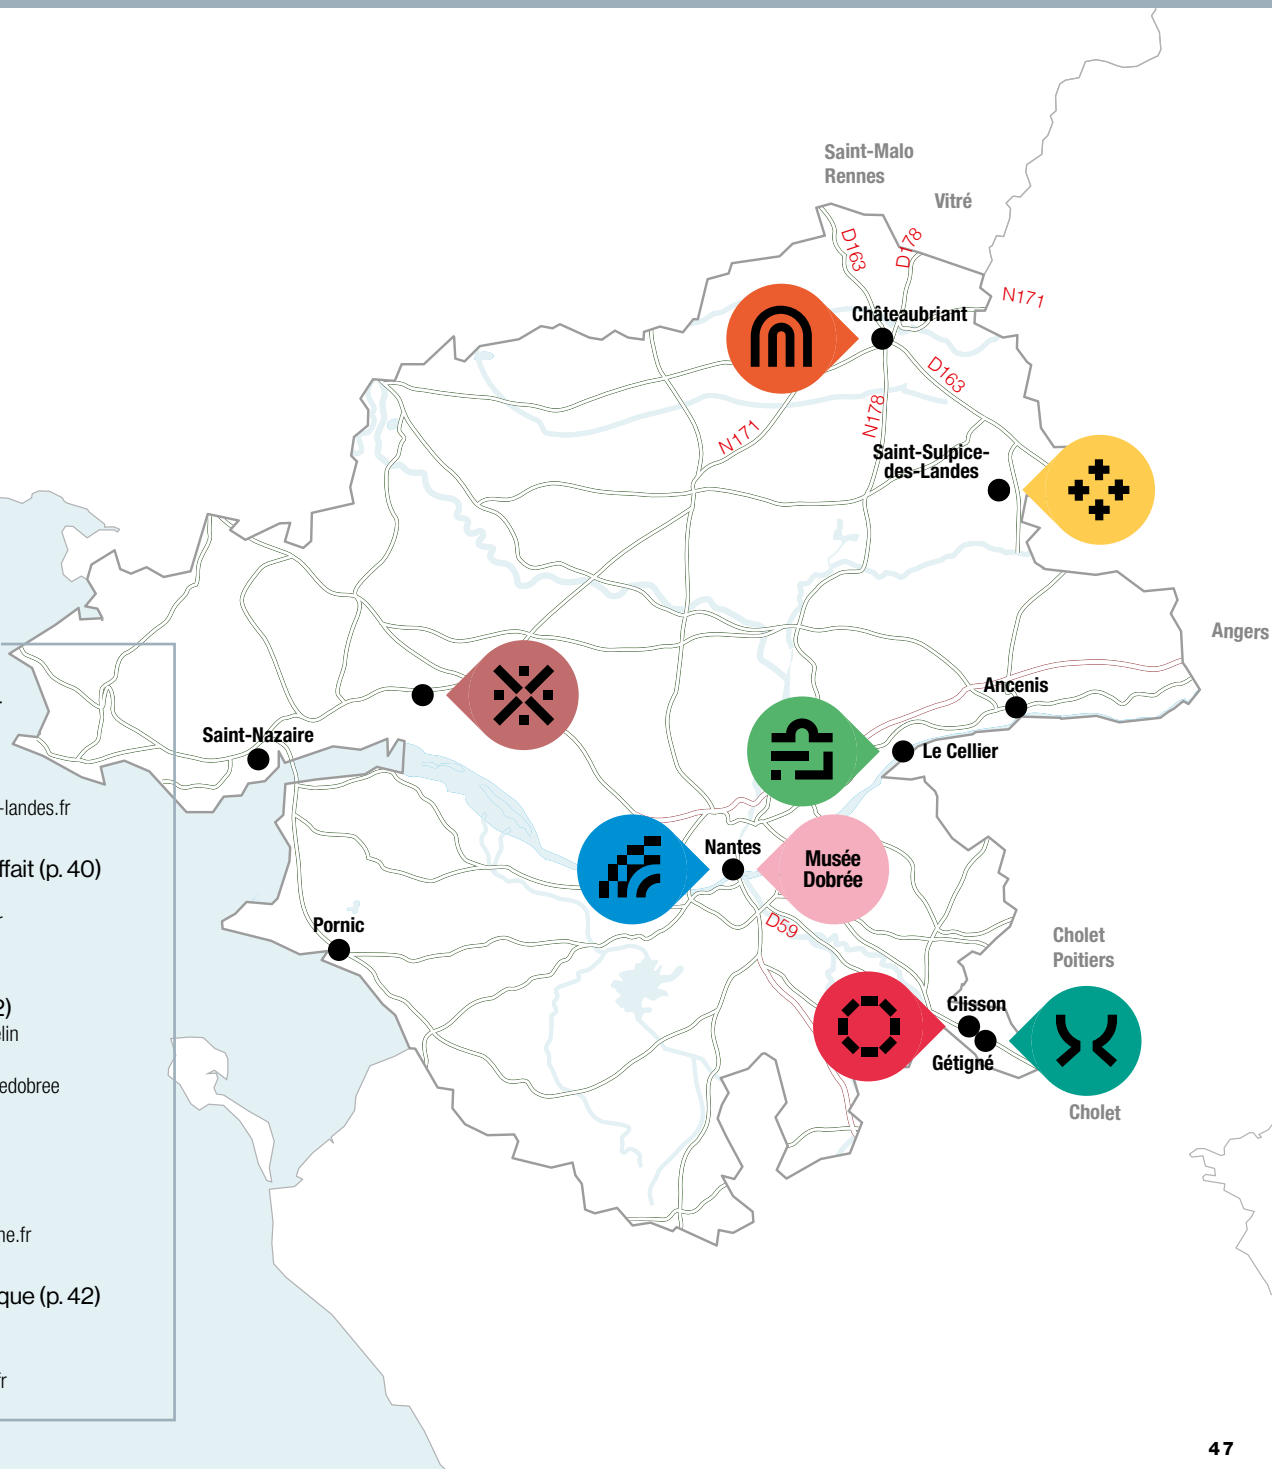 Saint-Malo
Rennes
Vitré
D163
D178
N171
Châteaubriant
D163
N178
N171
Saint-Sulpice-
des-Landes
Angers
Ancenis
Saint-Nazaire
Le Cellier
-landes.fr
ffait (p. 40)
Nantes
Musée
Dobrée
D59
Pornic
Cholet
Poitiers
2)
elin
Clisson
Gétigné
edobree
Cholet
ne.fr
que (p. 42)
fr
47